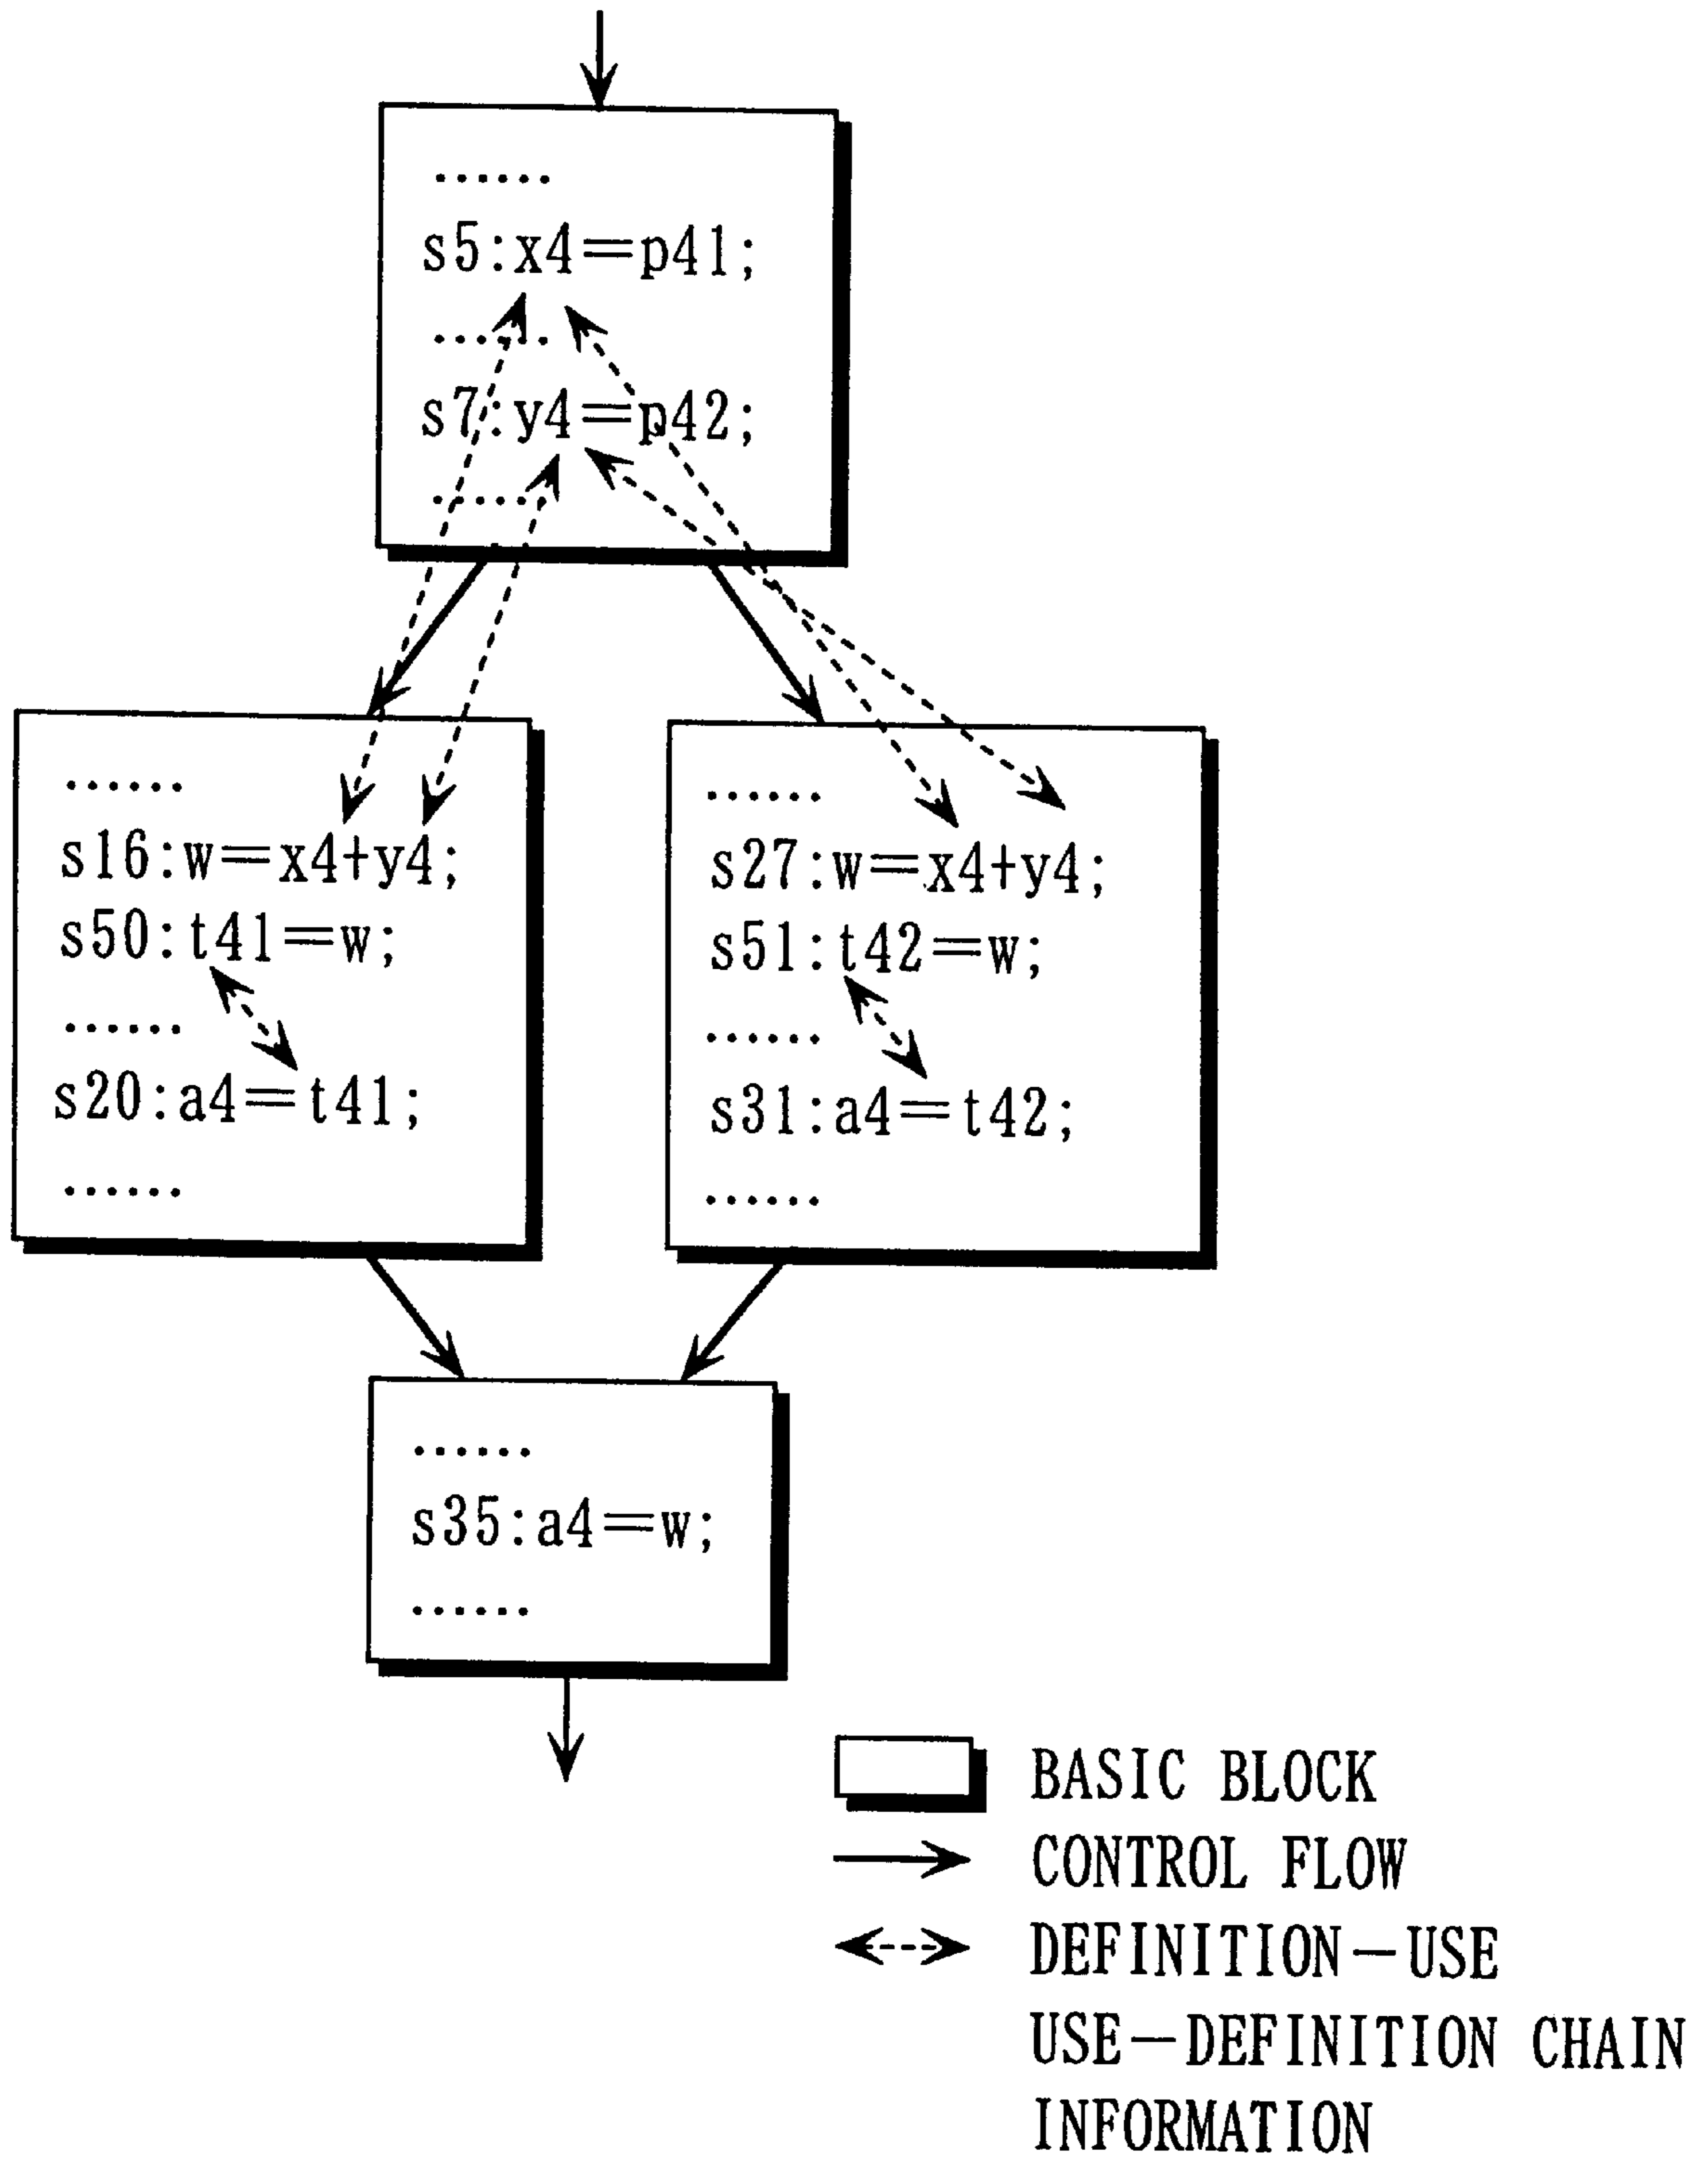 ......
s5:x4=p41;
......
s7:y4=p42;
......
......
s16:w=x4+y4;
s50:t41=w;
......
s20:a4=t41;
......
......
s27:w=x4+y4;
s51:t42=w;
......
s31:a4=t42;
......
......
s35:a4=w;
......
BASIC BLOCK
CONTROL FLOW
DEFINITION—USE
USE—DEFINITION CHAIN
INFORMATION